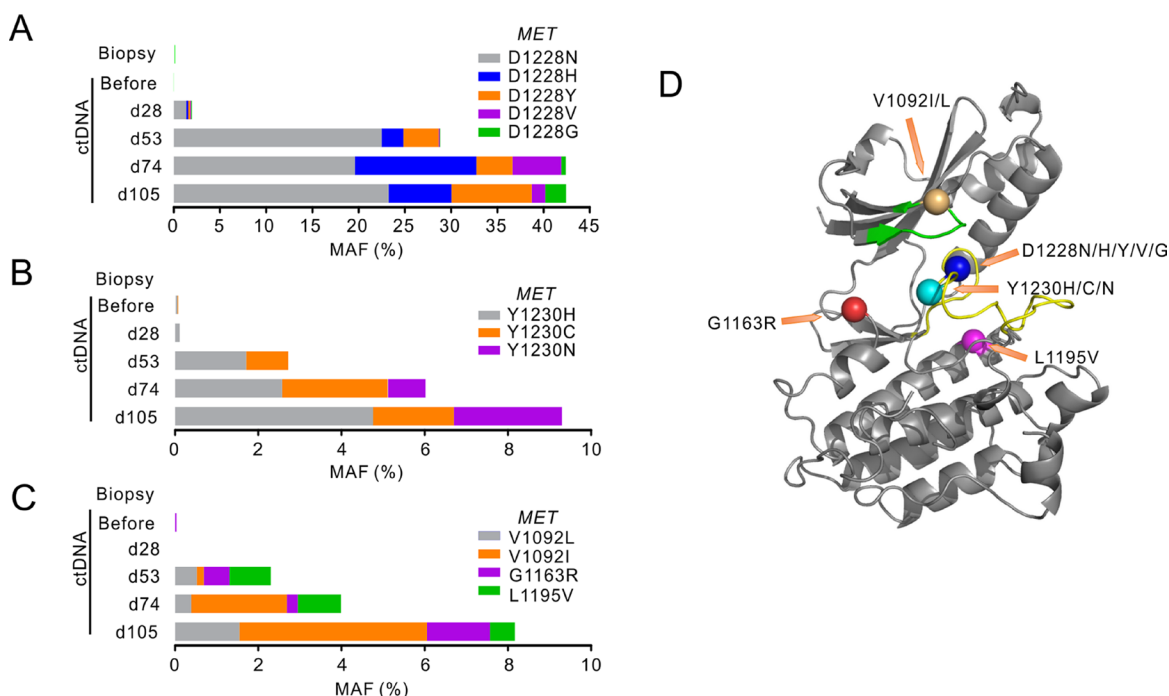 A
Biopsy
Before
d28
d53
d74
d105
ctDNA
MET
D1228N
D1228H
D1228Y
D1228V
D1228G
0 5 10 15 20 25 30 35 40 45
MAF (%)
B
Biopsy
Before
d28
d53
d74
d105
ctDNA
MET
Y1230H
Y1230C
Y1230N
0 2 4 6 8 10
MAF (%)
C
Biopsy
Before
d28
d53
d74
d105
ctDNA
MET
V1092L
V1092I
G1163R
L1195V
0 2 4 6 8 10
MAF (%)
D
V1092I/L
D1228N/H/Y/V/G
Y1230H/C/N
G1163R
L1195V